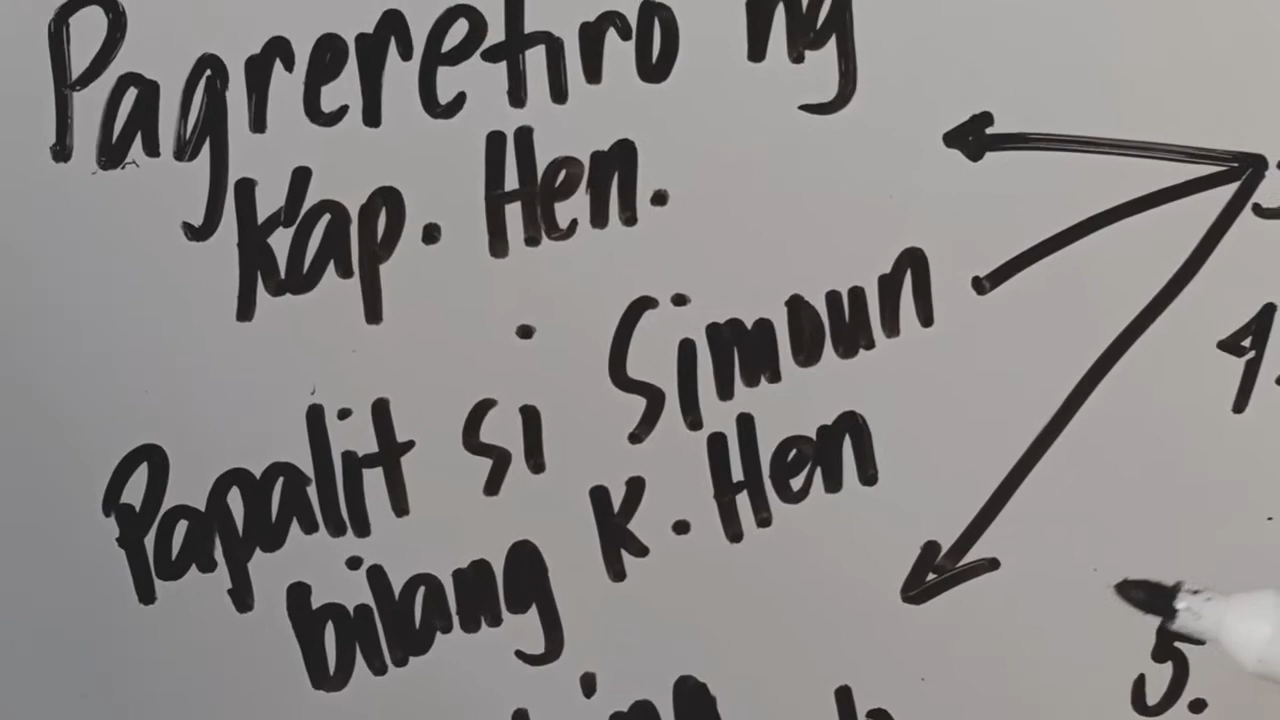 Pagreretiro ng
Kap. Hen.
Papalit si Simoun
bilang K. Hen
4.
5.